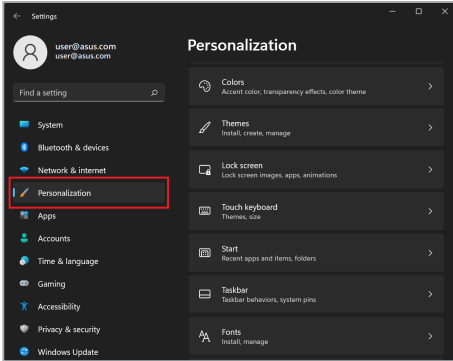 Settings
user@asus.com
user@asus.com
Find a setting
System
Bluetooth & devices
Network & internet
Personalization
Apps
Accounts
Time & language
Gaming
Accessibility
Privacy & security
Windows Update
Personalization
Colors
Accent color, transparency effects, color theme
Themes
Install, create, manage
Lock screen
Lock screen images, apps, animations
Touch keyboard
Themes, size
Start
Recent apps and items, folders
Taskbar
Taskbar behaviors, system pins
Fonts
Install, manage